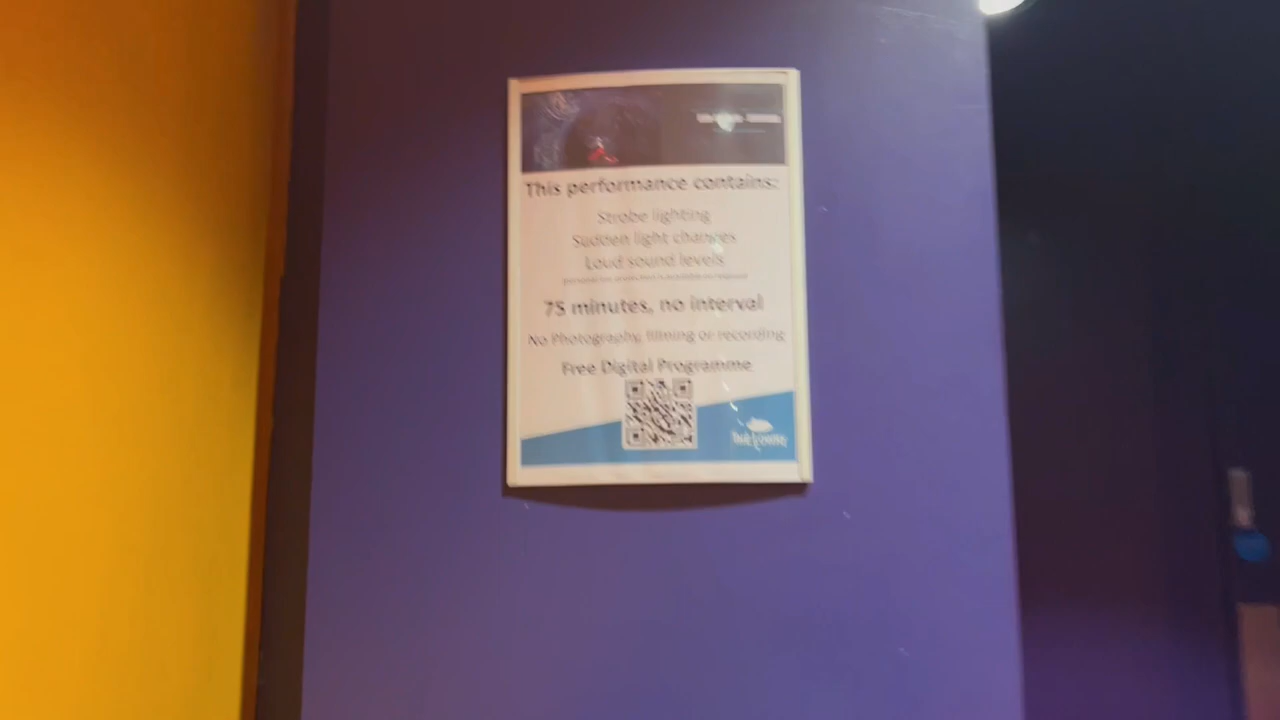 This performance contains:
Strobe lighting
Sudden light changes
Loud sound levels
75 minutes, no interval
No Photography, filming or recording
Free Digital Programme